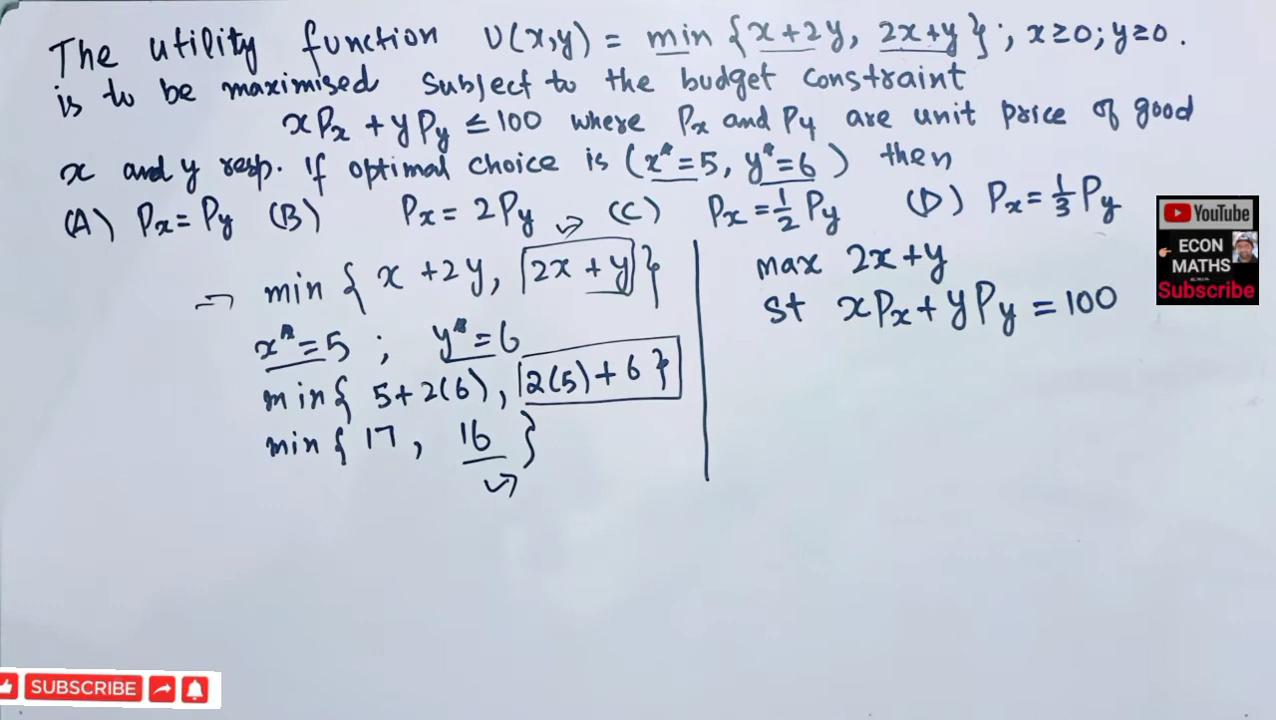 The utility function U(x,y) = min {x+2y, 2x+y}; x≥0; y≥0.
is to be maximised subject to the budget constraint
xPx + yPy ≤ 100 where Px and Py are unit price of good
x and y resp. If optimal choice is (x*=5, y*=6) then
(A) Px = Py (B) Px = 2Py (C) Px = 1/2 Py (D) Px = 1/3 Py
→ min { x + 2y, 2x + y }
x* = 5 ; y* = 6
min { 5+2(6), 2(5)+6 }
min { 17, 16 }
max 2x+y
st xPx + yPy = 100
YouTube
ECON
MATHS
Subscribe
SUBSCRIBE